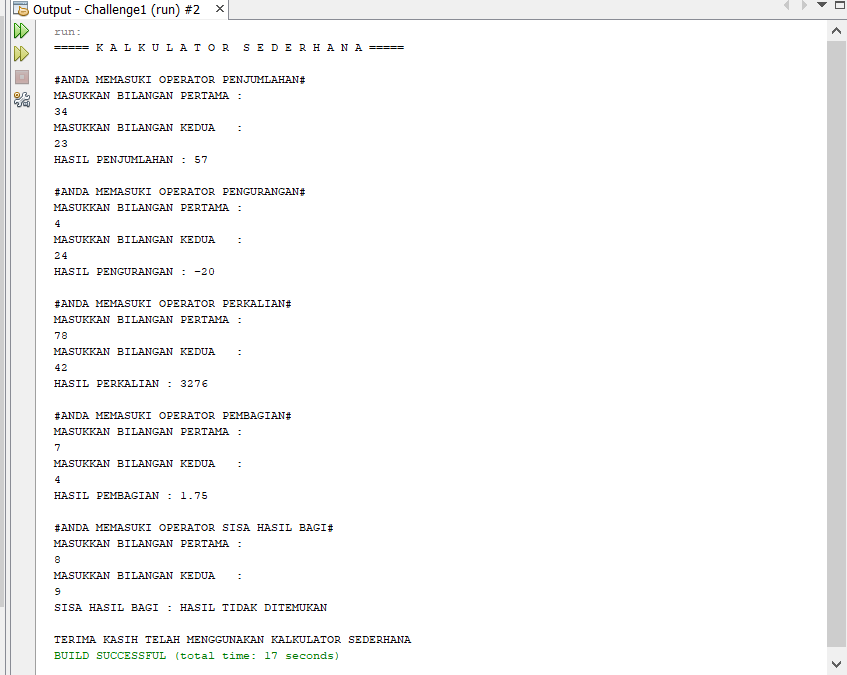 Output - Challenge1 (run) #2
run:
===== K A L K U L A T O R  S E D E R H A N A =====
#ANDA MEMASUKI OPERATOR PENJUMLAHAN#
MASUKKAN BILANGAN PERTAMA :
34
MASUKKAN BILANGAN KEDUA   :
23
HASIL PENJUMLAHAN : 57
#ANDA MEMASUKI OPERATOR PENGURANGAN#
MASUKKAN BILANGAN PERTAMA :
4
MASUKKAN BILANGAN KEDUA   :
24
HASIL PENGURANGAN : -20
#ANDA MEMASUKI OPERATOR PERKALIAN#
MASUKKAN BILANGAN PERTAMA :
78
MASUKKAN BILANGAN KEDUA   :
42
HASIL PERKALIAN : 3276
#ANDA MEMASUKI OPERATOR PEMBAGIAN#
MASUKKAN BILANGAN PERTAMA :
7
MASUKKAN BILANGAN KEDUA   :
4
HASIL PEMBAGIAN : 1.75
#ANDA MEMASUKI OPERATOR SISA HASIL BAGI#
MASUKKAN BILANGAN PERTAMA :
8
MASUKKAN BILANGAN KEDUA   :
9
SISA HASIL BAGI : HASIL TIDAK DITEMUKAN
TERIMA KASIH TELAH MENGGUNAKAN KALKULATOR SEDERHANA
BUILD SUCCESSFUL (total time: 17 seconds)